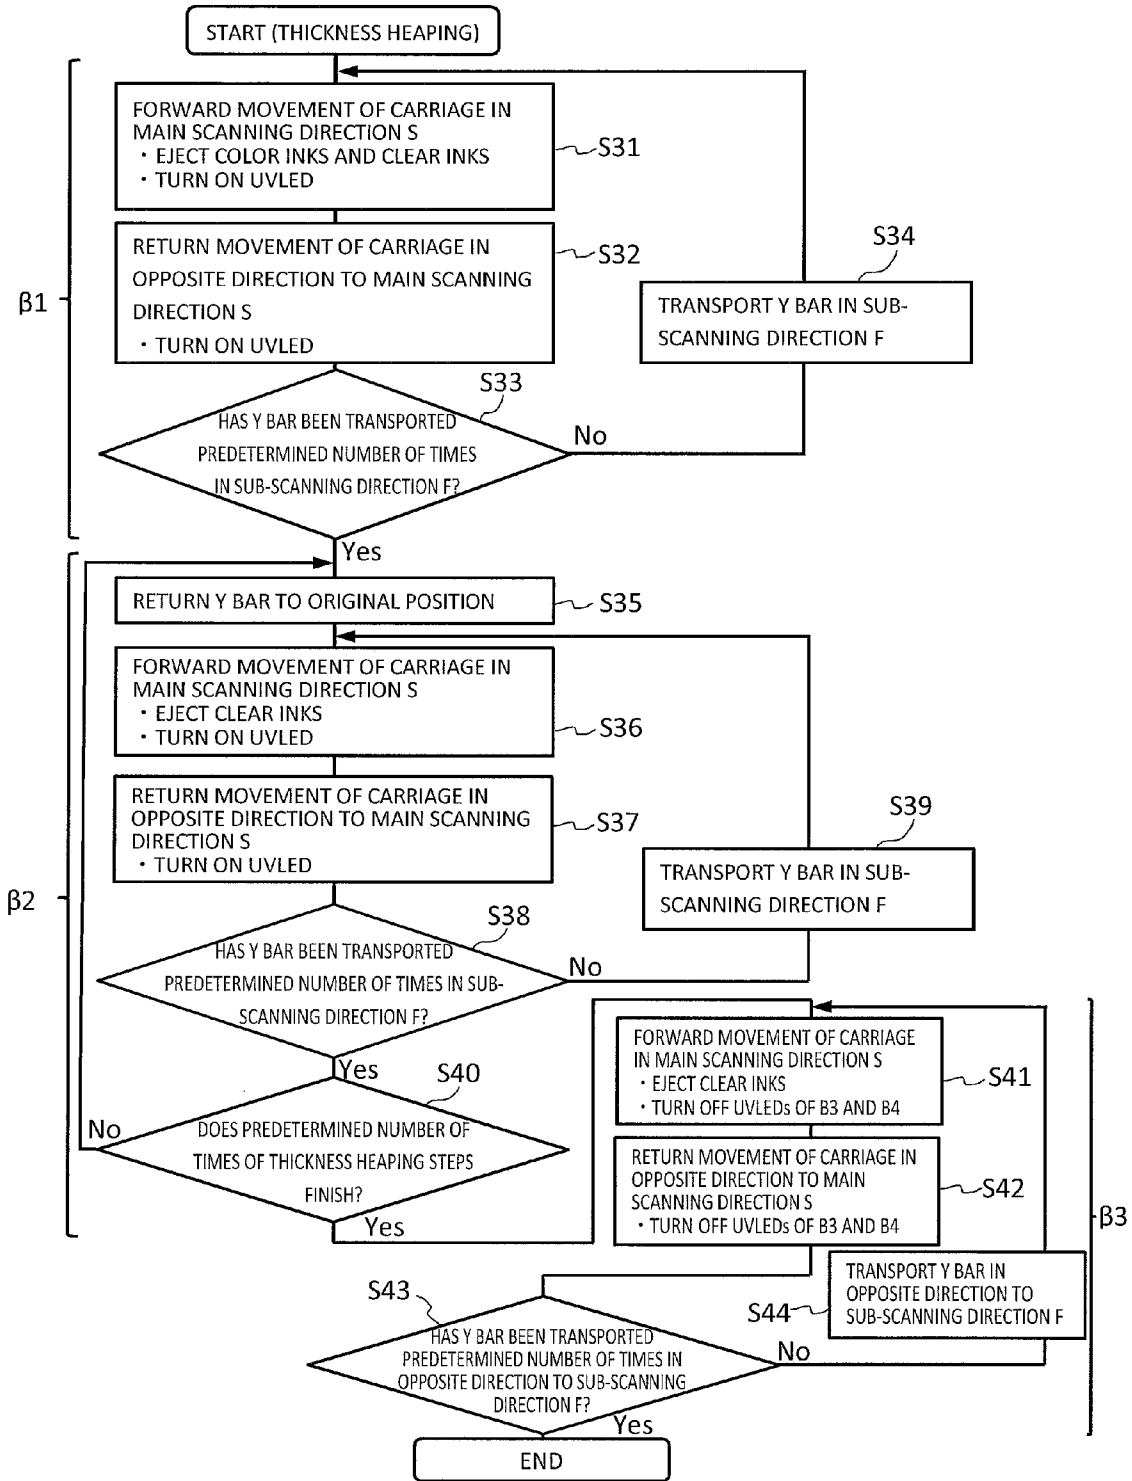 START (THICKNESS HEAPING)
FORWARD MOVEMENT OF CARRIAGE IN
MAIN SCANNING DIRECTION S
・EJECT COLOR INKS AND CLEAR INKS
・TURN ON UVLED
S31
RETURN MOVEMENT OF CARRIAGE IN
OPPOSITE DIRECTION TO MAIN SCANNING
DIRECTION S
・TURN ON UVLED
S32
S34
TRANSPORT Y BAR IN SUB-
SCANNING DIRECTION F
β1
S33
HAS Y BAR BEEN TRANSPORTED
PREDETERMINED NUMBER OF TIMES
IN SUB-SCANNING DIRECTION F?
No
Yes
RETURN Y BAR TO ORIGINAL POSITION
S35
FORWARD MOVEMENT OF CARRIAGE IN
MAIN SCANNING DIRECTION S
・EJECT CLEAR INKS
・TURN ON UVLED
S36
RETURN MOVEMENT OF CARRIAGE IN
OPPOSITE DIRECTION TO MAIN SCANNING
DIRECTION S
・TURN ON UVLED
S37
S39
TRANSPORT Y BAR IN SUB-
SCANNING DIRECTION F
β2
S38
HAS Y BAR BEEN TRANSPORTED
PREDETERMINED NUMBER OF TIMES IN SUB-
SCANNING DIRECTION F?
No
Yes
S40
DOES PREDETERMINED NUMBER OF
TIMES OF THICKNESS HEAPING STEPS
FINISH?
No
Yes
FORWARD MOVEMENT OF CARRIAGE
IN MAIN SCANNING DIRECTION S
・EJECT CLEAR INKS
・TURN OFF UVLEDs OF B3 AND B4
S41
RETURN MOVEMENT OF CARRIAGE IN
OPPOSITE DIRECTION TO MAIN
SCANNING DIRECTION S
・TURN OFF UVLEDs OF B3 AND B4
S42
β3
TRANSPORT Y BAR IN
OPPOSITE DIRECTION TO
SUB-SCANNING DIRECTION F
S44
S43
HAS Y BAR BEEN TRANSPORTED
PREDETERMINED NUMBER OF TIMES IN
OPPOSITE DIRECTION TO SUB-SCANNING
DIRECTION F?
No
Yes
END